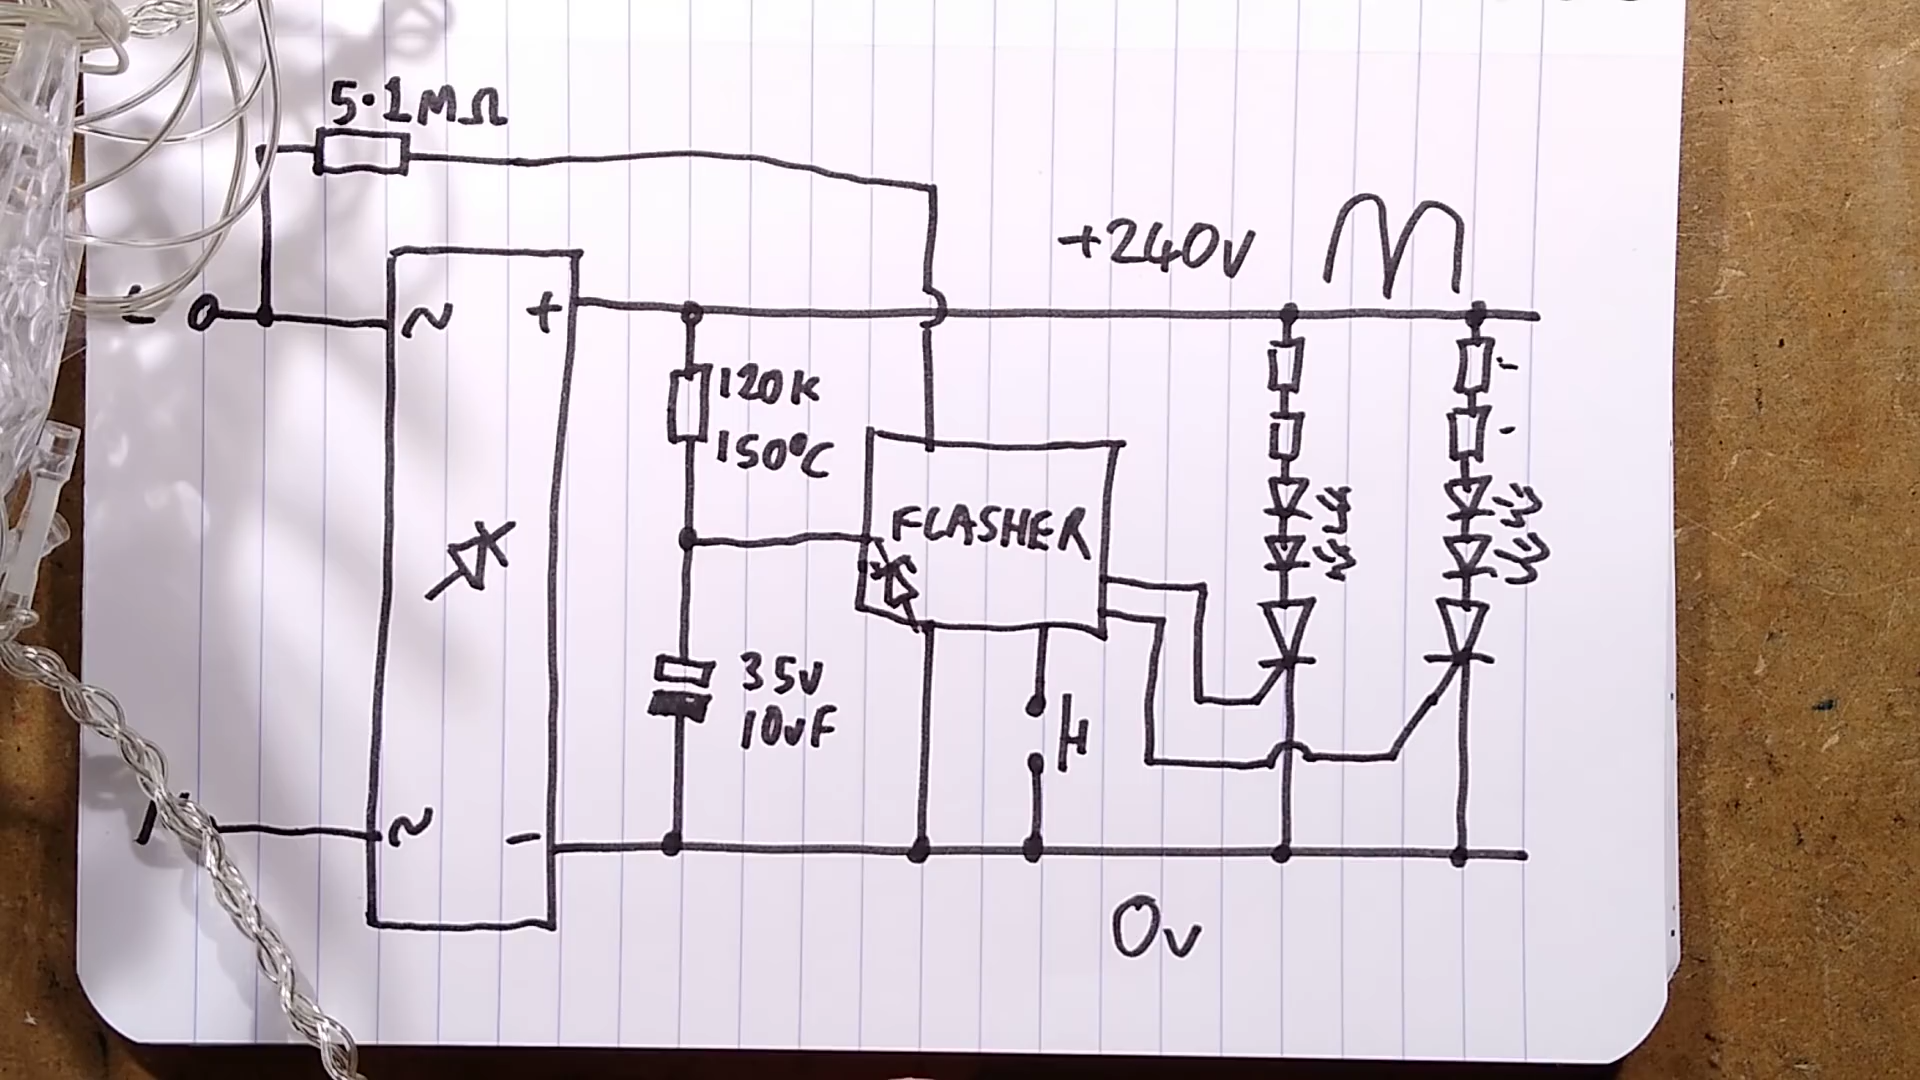 5.1MΩ
+240v
L
~ +
120k
150°C
FLASHER
35v
10uF
N
~ -
0v